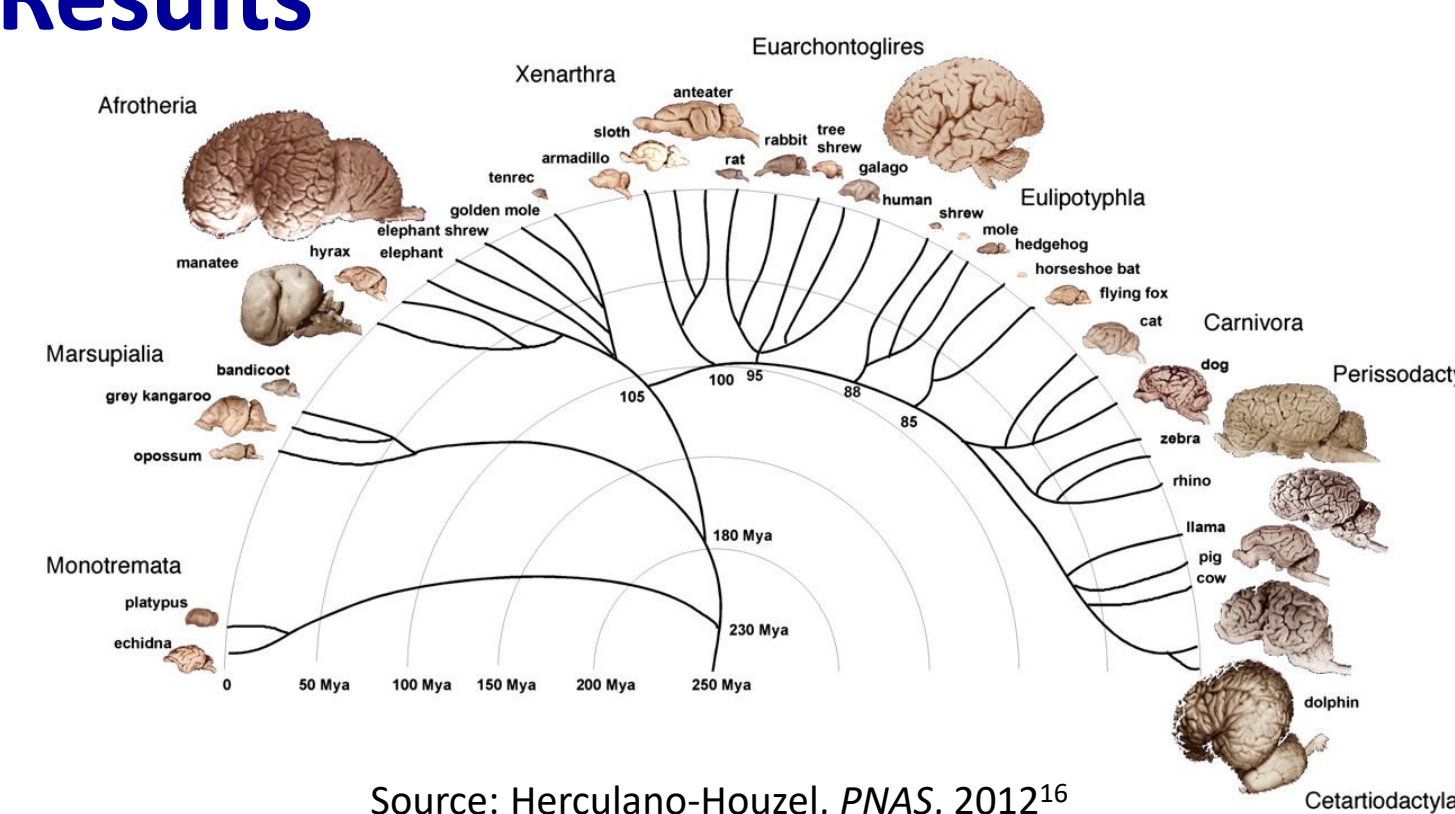 Results
Euarchontoglires
Xenarthra
Afrotheria
anteater
sloth
armadillo
tenrec
rat
rabbit
tree
shrew
galago
human
golden mole
elephant shrew
elephant
hyrax
manatee
Eulipotyphla
shrew
mole
hedgehog
horseshoe bat
flying fox
cat
Carnivora
dog
Perissodacty
Marsupialia
bandicoot
grey kangaroo
opossum
105
100
95
88
85
zebra
rhino
llama
pig
cow
180 Mya
Monotremata
platypus
echidna
230 Mya
0
50 Mya
100 Mya
150 Mya
200 Mya
250 Mya
dolphin
Cetartiodactyla
Source: Herculano-Houzel. PNAS. 2012¹⁶